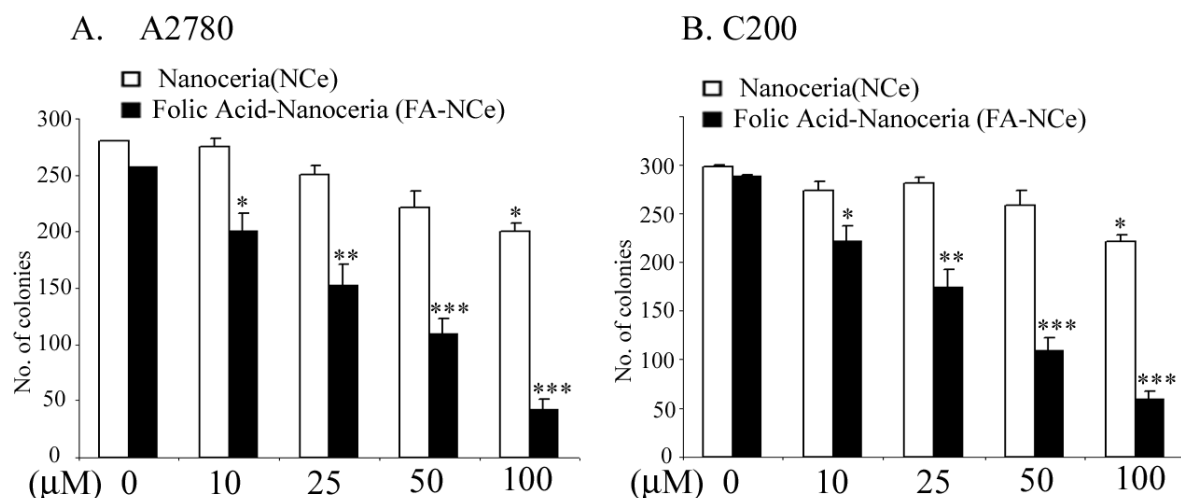 A. A2780
Nanoceria(NCe)
Folic Acid-Nanoceria (FA-NCe)
No. of colonies
300
250
200
150
100
50
0
*
**
***
*
***
(μM) 0 10 25 50 100
B. C200
Nanoceria(NCe)
Folic Acid-Nanoceria (FA-NCe)
No. of colonies
300
250
200
150
100
50
0
*
**
***
*
***
(μM) 0 10 25 50 100